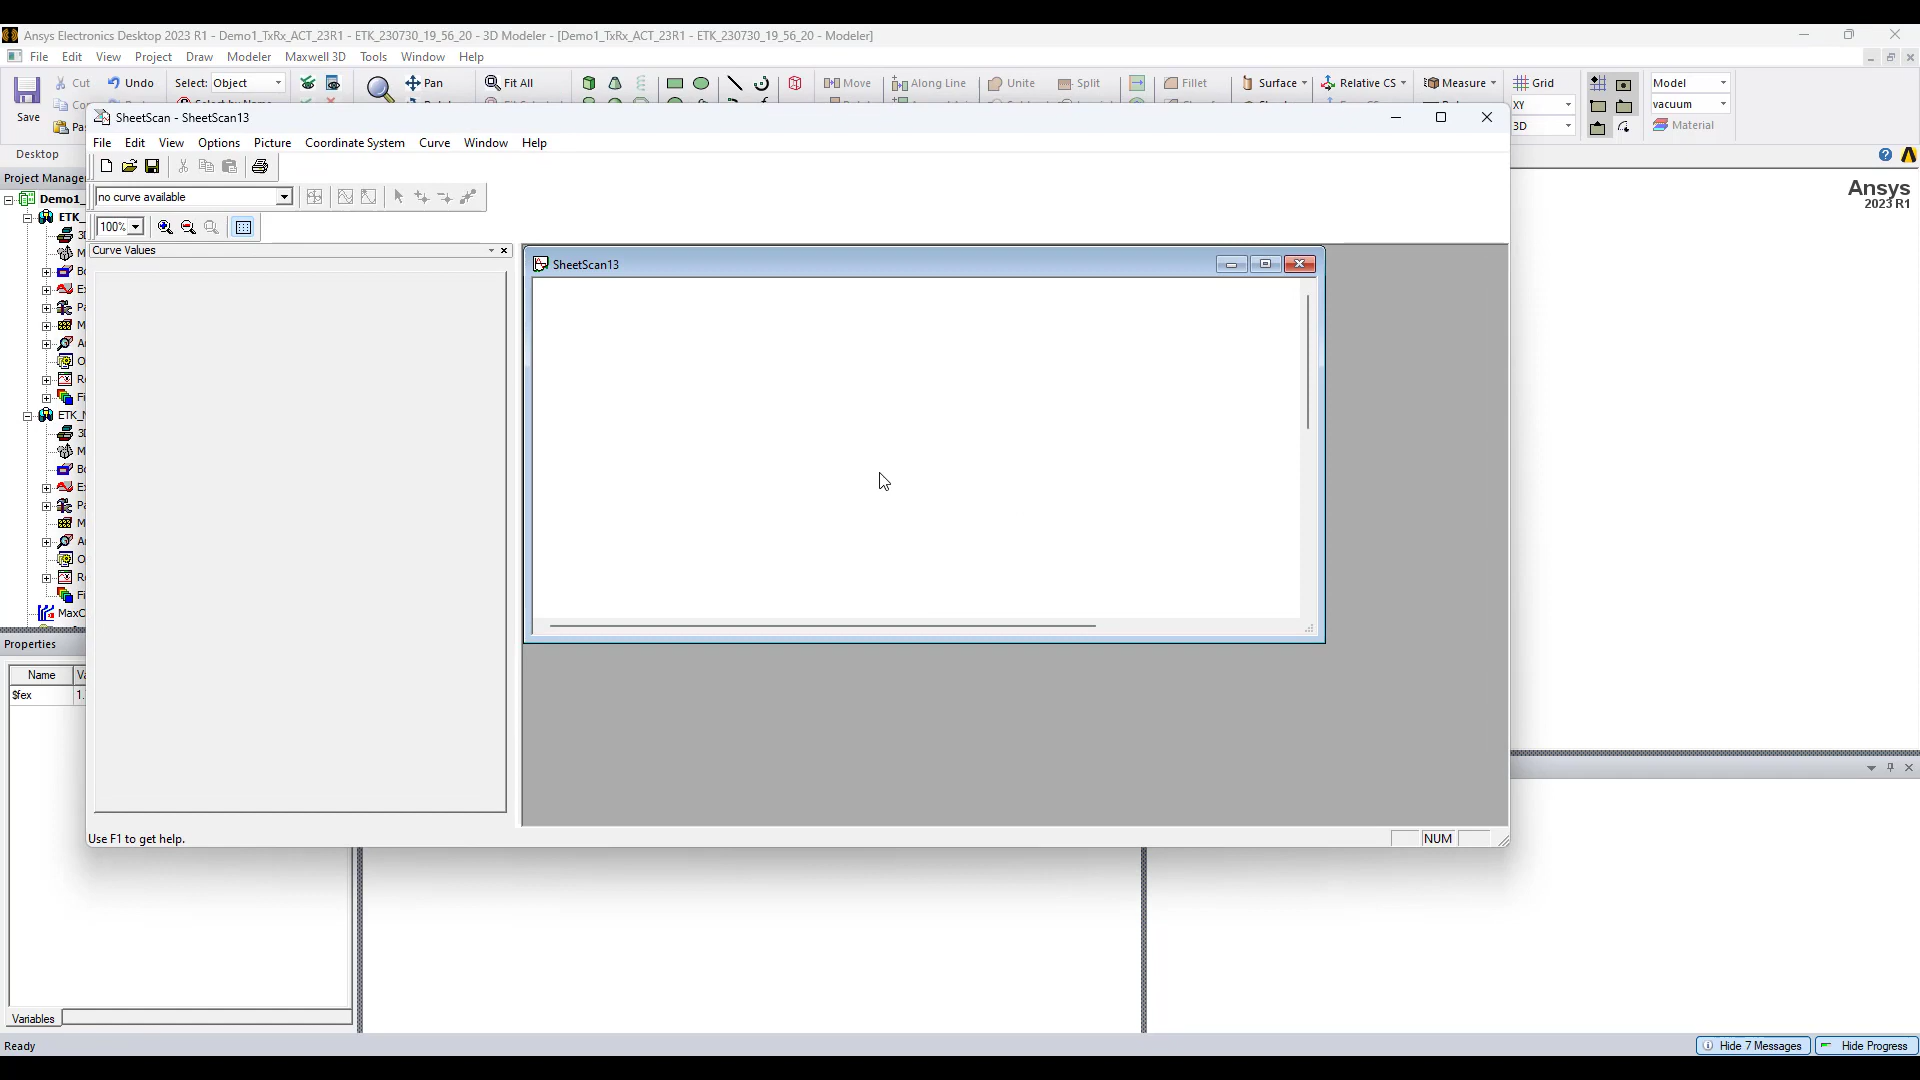 Ansys Electronics Desktop 2023 R1 - Demo1_TxRx_ACT_23R1 - ETK_230730_19_56_20 - 3D Modeler - [Demo1_TxRx_ACT_23R1 - ETK_230730_19_56_20 - Modeler]
File Edit View Project Draw Modeler Maxwell 3D Tools Window Help
Cut Undo Select: Object Pan Fit All Move Along Line Unite Split Fillet Surface Relative CS Measure Grid Model
Save
XY vacuum
3D Material
Desktop
Ansys
2023 R1
Project Manage
Demo1_
ETK_
ETK_
MaxC
Properties
Name
$fex 1.
Variables
SheetScan - SheetScan13
File Edit View Options Picture Coordinate System Curve Window Help
no curve available
100%
Curve Values
SheetScan13
Use F1 to get help.
NUM
Ready
Hide 7 Messages Hide Progress